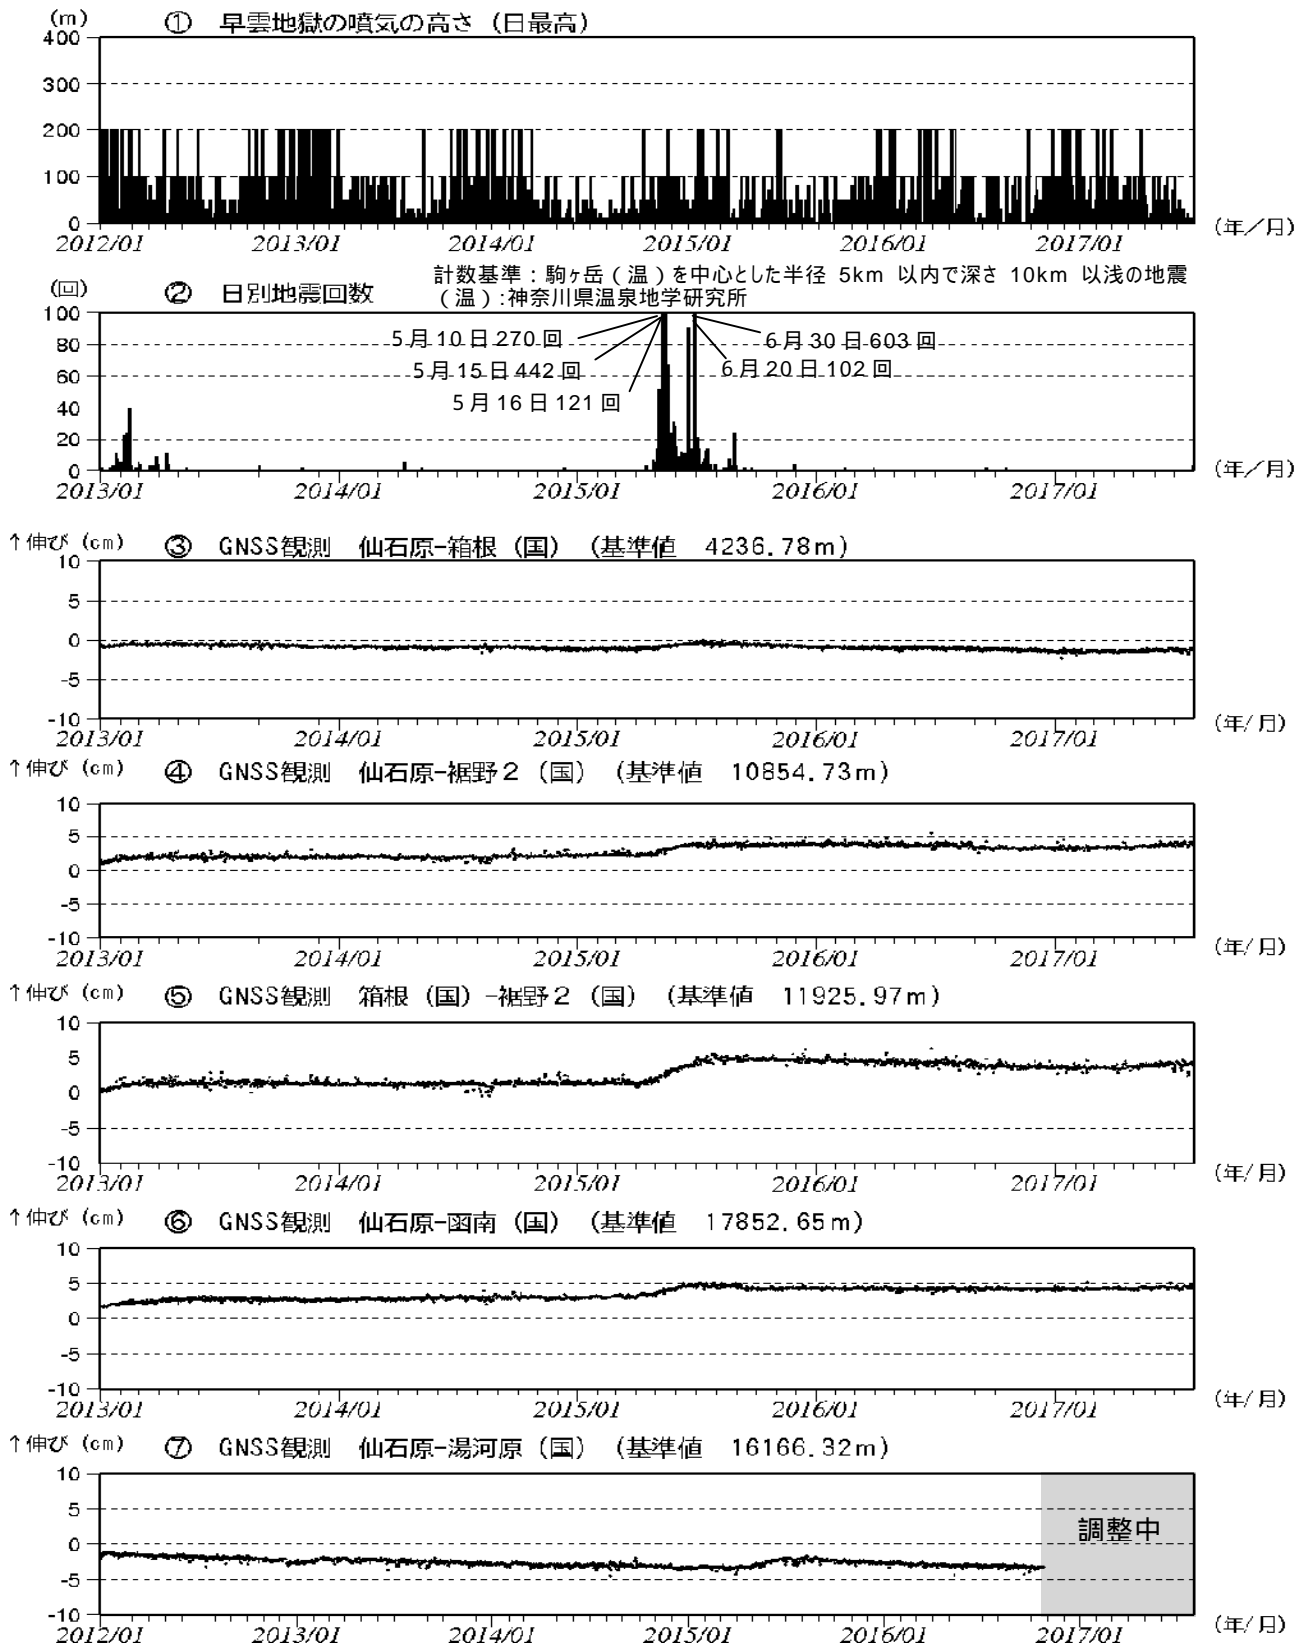 (m) ① 早雲地獄の噴気の高さ (日最高)
400
300
200
100
0
2012/01 2013/01 2014/01 2015/01 2016/01 2017/01 (年/月)
計数基準：駒ヶ岳（温）を中心とした半径 5km 以内で深さ 10km 以浅の地震
(回) ② 日別地震回数 （温）:神奈川県温泉地学研究所
100
80
60
40
20
0
5月10日270回
5月15日442回
5月16日121回
6月30日603回
6月20日102回
2013/01 2014/01 2015/01 2016/01 2017/01 (年/月)
↑伸び (cm) ③ GNSS観測 仙石原-箱根 (国) (基準値 4236.78m)
10
5
0
-5
-10
2013/01 2014/01 2015/01 2016/01 2017/01 (年/月)
↑伸び (cm) ④ GNSS観測 仙石原-裾野2 (国) (基準値 10854.73m)
10
5
0
-5
-10
2013/01 2014/01 2015/01 2016/01 2017/01 (年/月)
↑伸び (cm) ⑤ GNSS観測 箱根 (国) -裾野2 (国) (基準値 11925.97m)
10
5
0
-5
-10
2013/01 2014/01 2015/01 2016/01 2017/01 (年/月)
↑伸び (cm) ⑥ GNSS観測 仙石原-函南 (国) (基準値 17852.65m)
10
5
0
-5
-10
2013/01 2014/01 2015/01 2016/01 2017/01 (年/月)
↑伸び (cm) ⑦ GNSS観測 仙石原-湯河原 (国) (基準値 16166.32m)
10
5
0
-5
-10
調整中
2012/01 2013/01 2014/01 2015/01 2016/01 2017/01 (年/月)